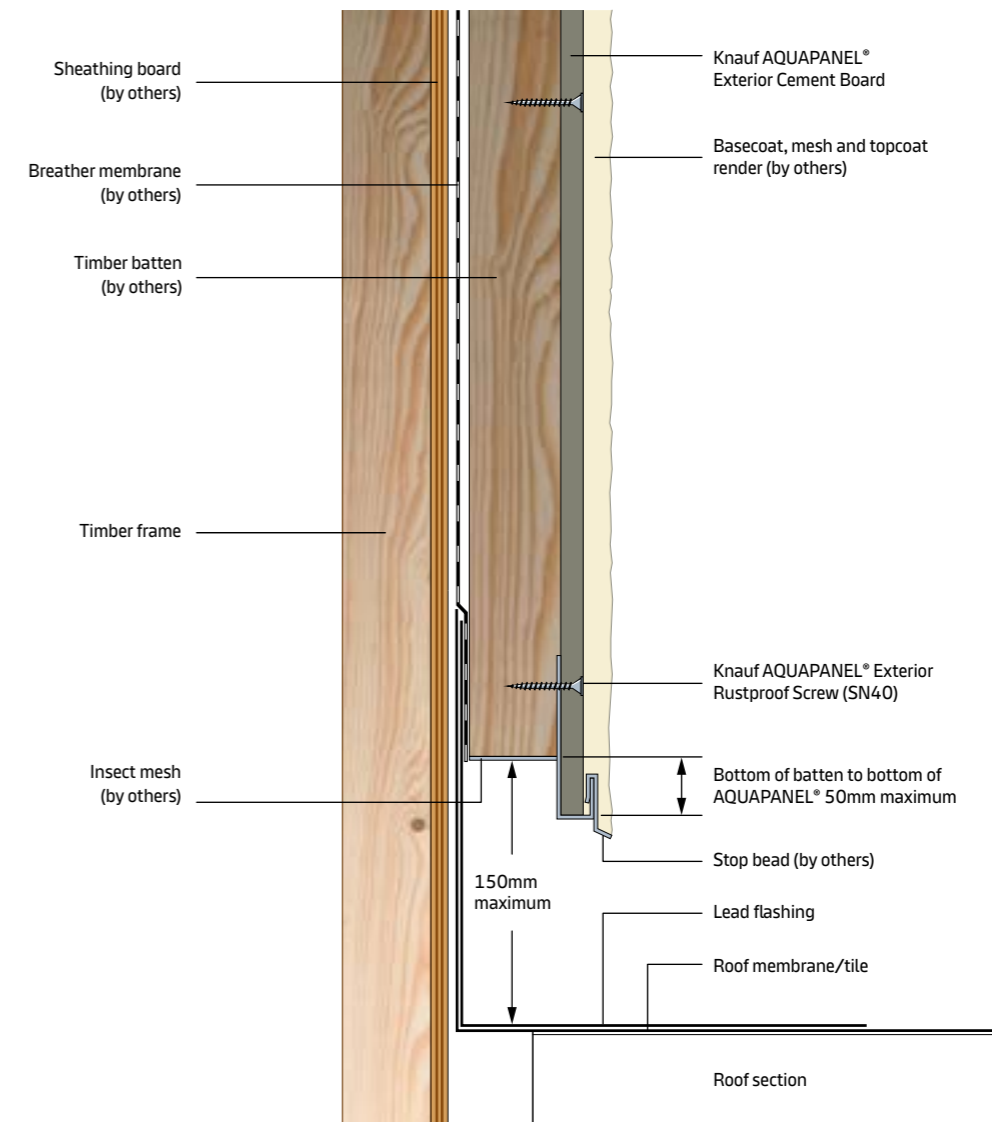 Sheathing board
(by others)
Breather membrane
(by others)
Timber batten
(by others)
Timber frame
Insect mesh
(by others)
150mm
maximum
Knauf AQUAPANEL®
Exterior Cement Board
Basecoat, mesh and topcoat
render (by others)
Knauf AQUAPANEL® Exterior
Rustproof Screw (SN40)
Bottom of batten to bottom of
AQUAPANEL® 50mm maximum
Stop bead (by others)
Lead flashing
Roof membrane/tile
Roof section